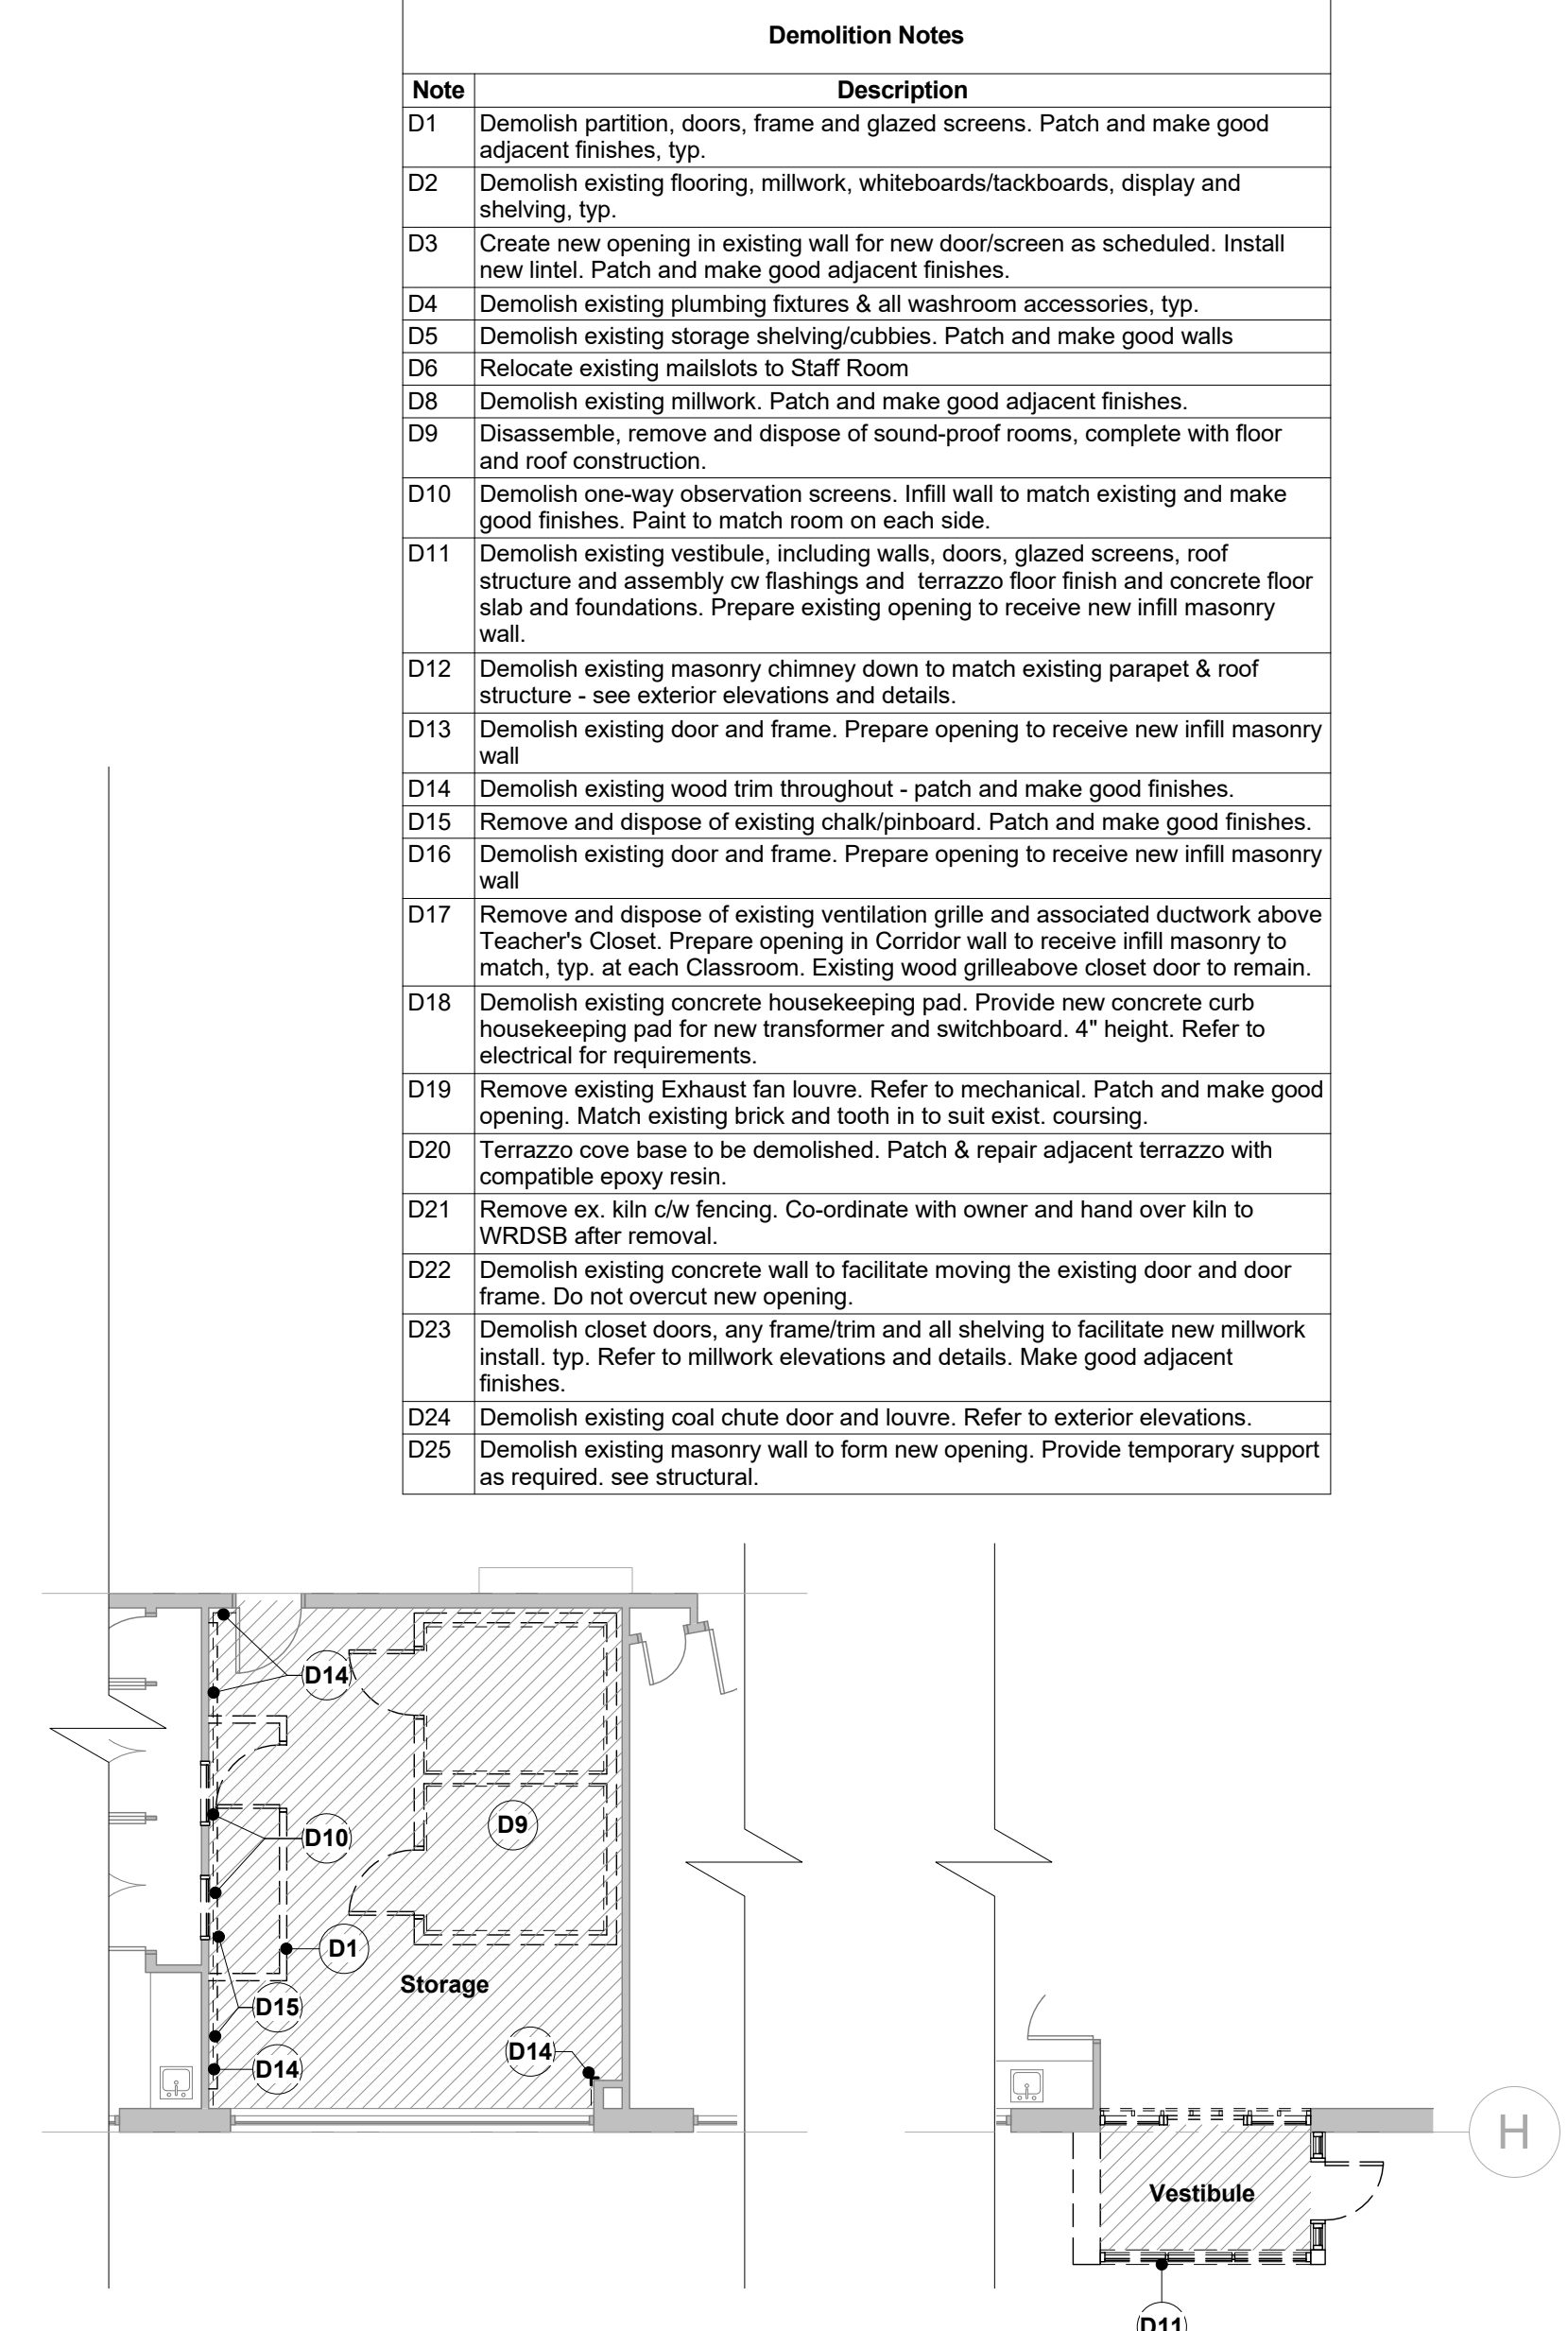 Demolition Notes
Note Description
D1 Demolish partition, doors, frame and glazed screens. Patch and make good
adjacent finishes, typ.
D2 Demolish existing flooring, millwork, whiteboards/tackboards, display and
shelving, typ.
D3 Create new opening in existing wall for new door/screen as scheduled. Install
new lintel. Patch and make good adjacent finishes.
D4 Demolish existing plumbing fixtures & all washroom accessories, typ.
D5 Demolish existing storage shelving/cubbies. Patch and make good walls
D6 Relocate existing mailslots to Staff Room
D8 Demolish existing millwork. Patch and make good adjacent finishes.
D9 Disassemble, remove and dispose of sound-proof rooms, complete with floor
and roof construction.
D10 Demolish one-way observation screens. Infill wall to match existing and make
good finishes. Paint to match room on each side.
D11 Demolish existing vestibule, including walls, doors, glazed screens, roof
structure and assembly cw flashings and terrazzo floor finish and concrete floor
slab and foundations. Prepare existing opening to receive new infill masonry
wall.
D12 Demolish existing masonry chimney down to match existing parapet & roof
structure - see exterior elevations and details.
D13 Demolish existing door and frame. Prepare opening to receive new infill masonry
wall
D14 Demolish existing wood trim throughout - patch and make good finishes.
D15 Remove and dispose of existing chalk/pinboard. Patch and make good finishes.
D16 Demolish existing door and frame. Prepare opening to receive new infill masonry
wall
D17 Remove and dispose of existing ventilation grille and associated ductwork above
Teacher's Closet. Prepare opening in Corridor wall to receive infill masonry to
match, typ. at each Classroom. Existing wood grilleabove closet door to remain.
D18 Demolish existing concrete housekeeping pad. Provide new concrete curb
housekeeping pad for new transformer and switchboard. 4" height. Refer to
electrical for requirements.
D19 Remove existing Exhaust fan louvre. Refer to mechanical. Patch and make good
opening. Match existing brick and tooth in to suit exist. coursing.
D20 Terrazzo cove base to be demolished. Patch & repair adjacent terrazzo with
compatible epoxy resin.
D21 Remove ex. kiln c/w fencing. Co-ordinate with owner and hand over kiln to
WRDSB after removal.
D22 Demolish existing concrete wall to facilitate moving the existing door and door
frame. Do not overcut new opening.
D23 Demolish closet doors, any frame/trim and all shelving to facilitate new millwork
install. typ. Refer to millwork elevations and details. Make good adjacent
finishes.
D24 Demolish existing coal chute door and louvre. Refer to exterior elevations.
D25 Demolish existing masonry wall to form new opening. Provide temporary support
as required. see structural.
D14
D10
D9
D1
Storage
D15
D14
D14
H
Vestibule
D11